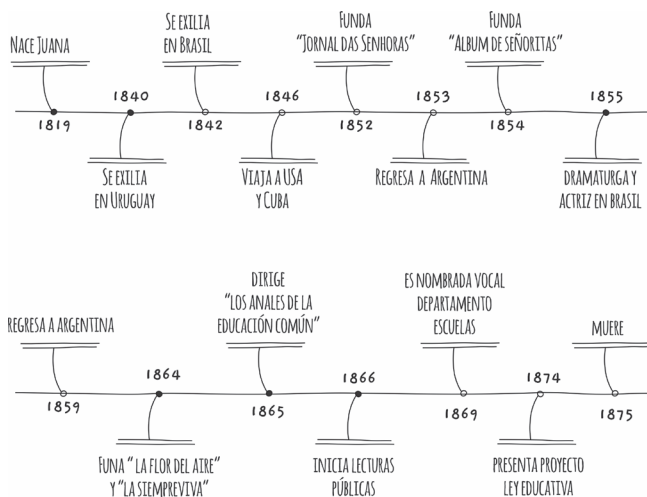 NACE JUANA
1819
1840
SE EXILIA
EN URUGUAY
SE EXILIA
EN BRASIL
1842
1846
VIAJA A USA
Y CUBA
FUNDA
"JORNAL DAS SENHORAS"
1852
1853
REGRESA A ARGENTINA
FUNDA
"ALBUM DE SEÑORITAS"
1854
1855
DRAMATURGA Y
ACTRIZ EN BRASIL
REGRESA A ARGENTINA
1859
1864
FUNA "LA FLOR DEL AIRE"
Y "LA SIEMPREVIVA"
DIRIGE
"LOS ANALES DE LA
EDUCACIÓN COMÚN"
1865
1866
INICIA LECTURAS
PÚBLICAS
ES NOMBRADA VOCAL
DEPARTAMENTO
ESCUELAS
1869
1874
PRESENTA PROYECTO
LEY EDUCATIVA
MUERE
1875